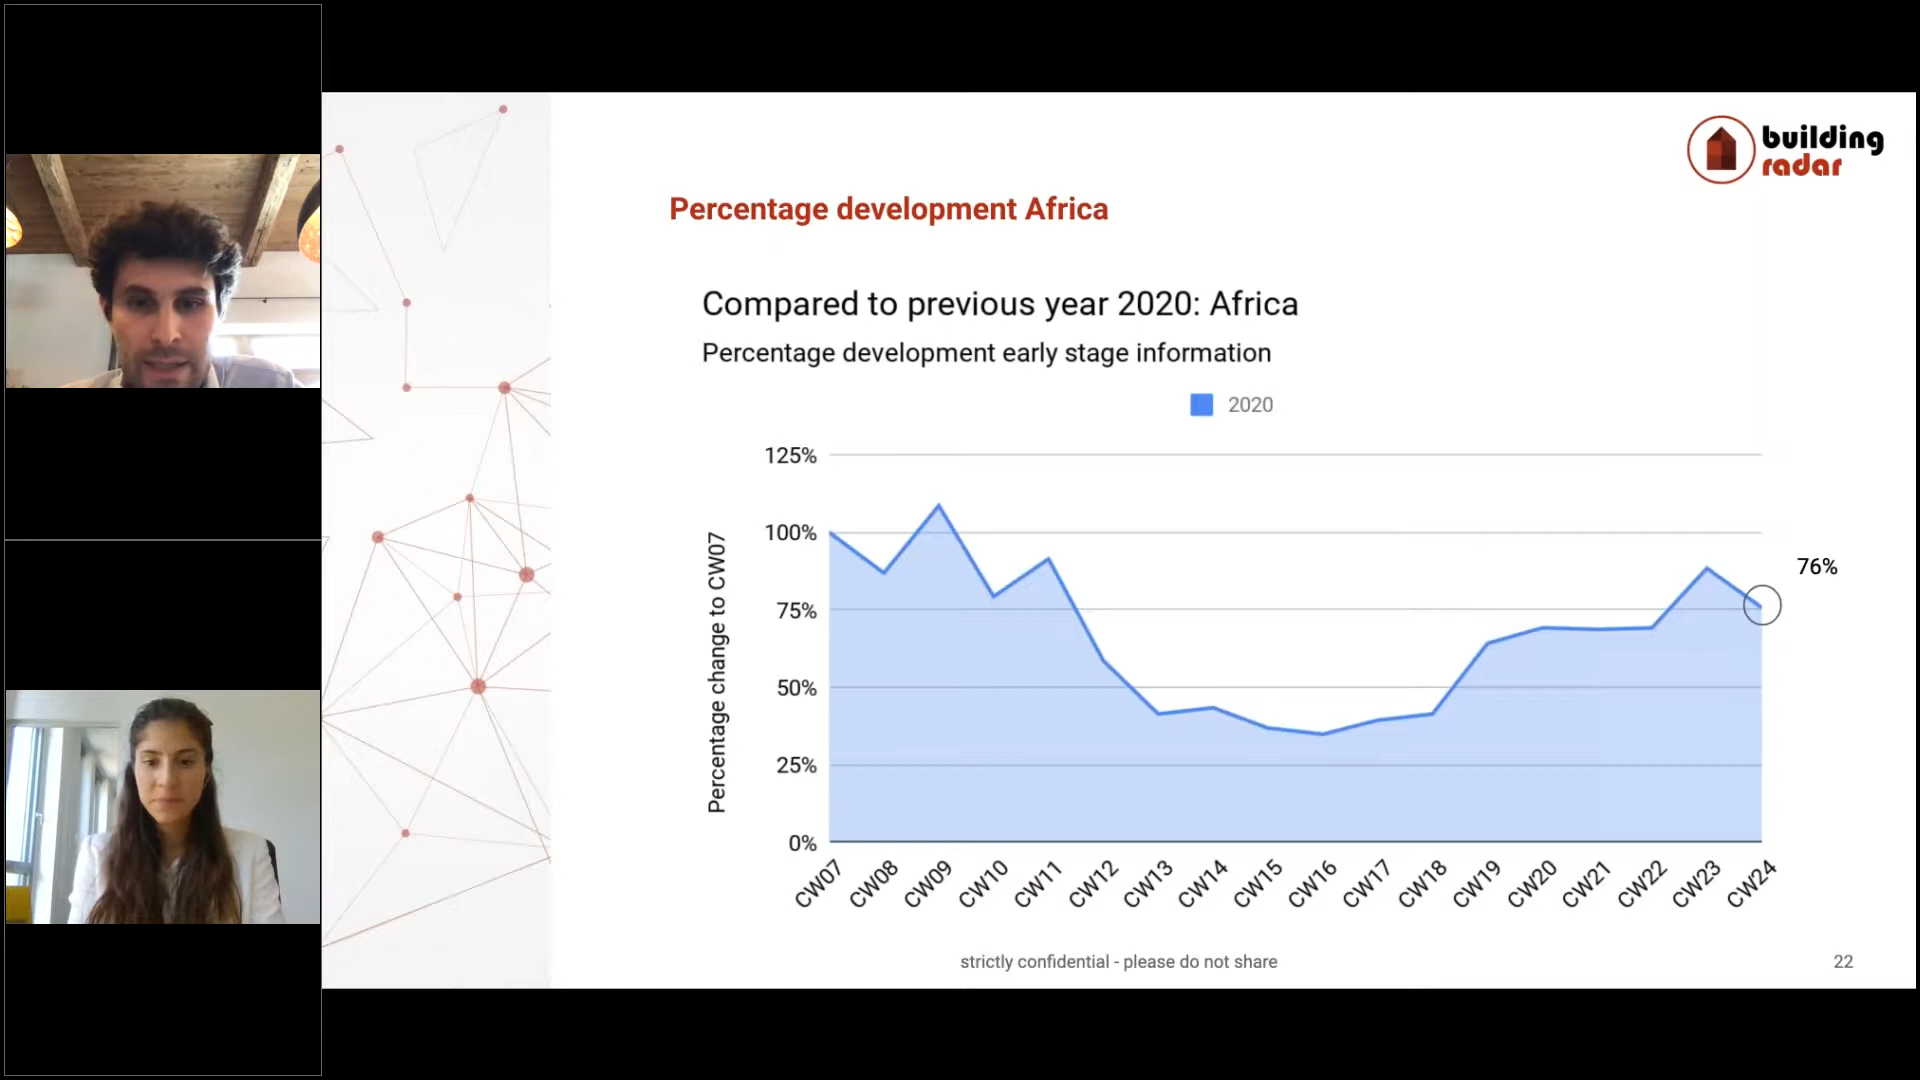 building
radar
Percentage development Africa
Compared to previous year 2020: Africa
Percentage development early stage information
2020
Percentage change to CW07
125%
100%
75%
50%
25%
0%
76%
CW07
CW08
CW09
CW10
CW11
CW12
CW13
CW14
CW15
CW16
CW17
CW18
CW19
CW20
CW21
CW22
CW23
CW24
strictly confidential - please do not share
22